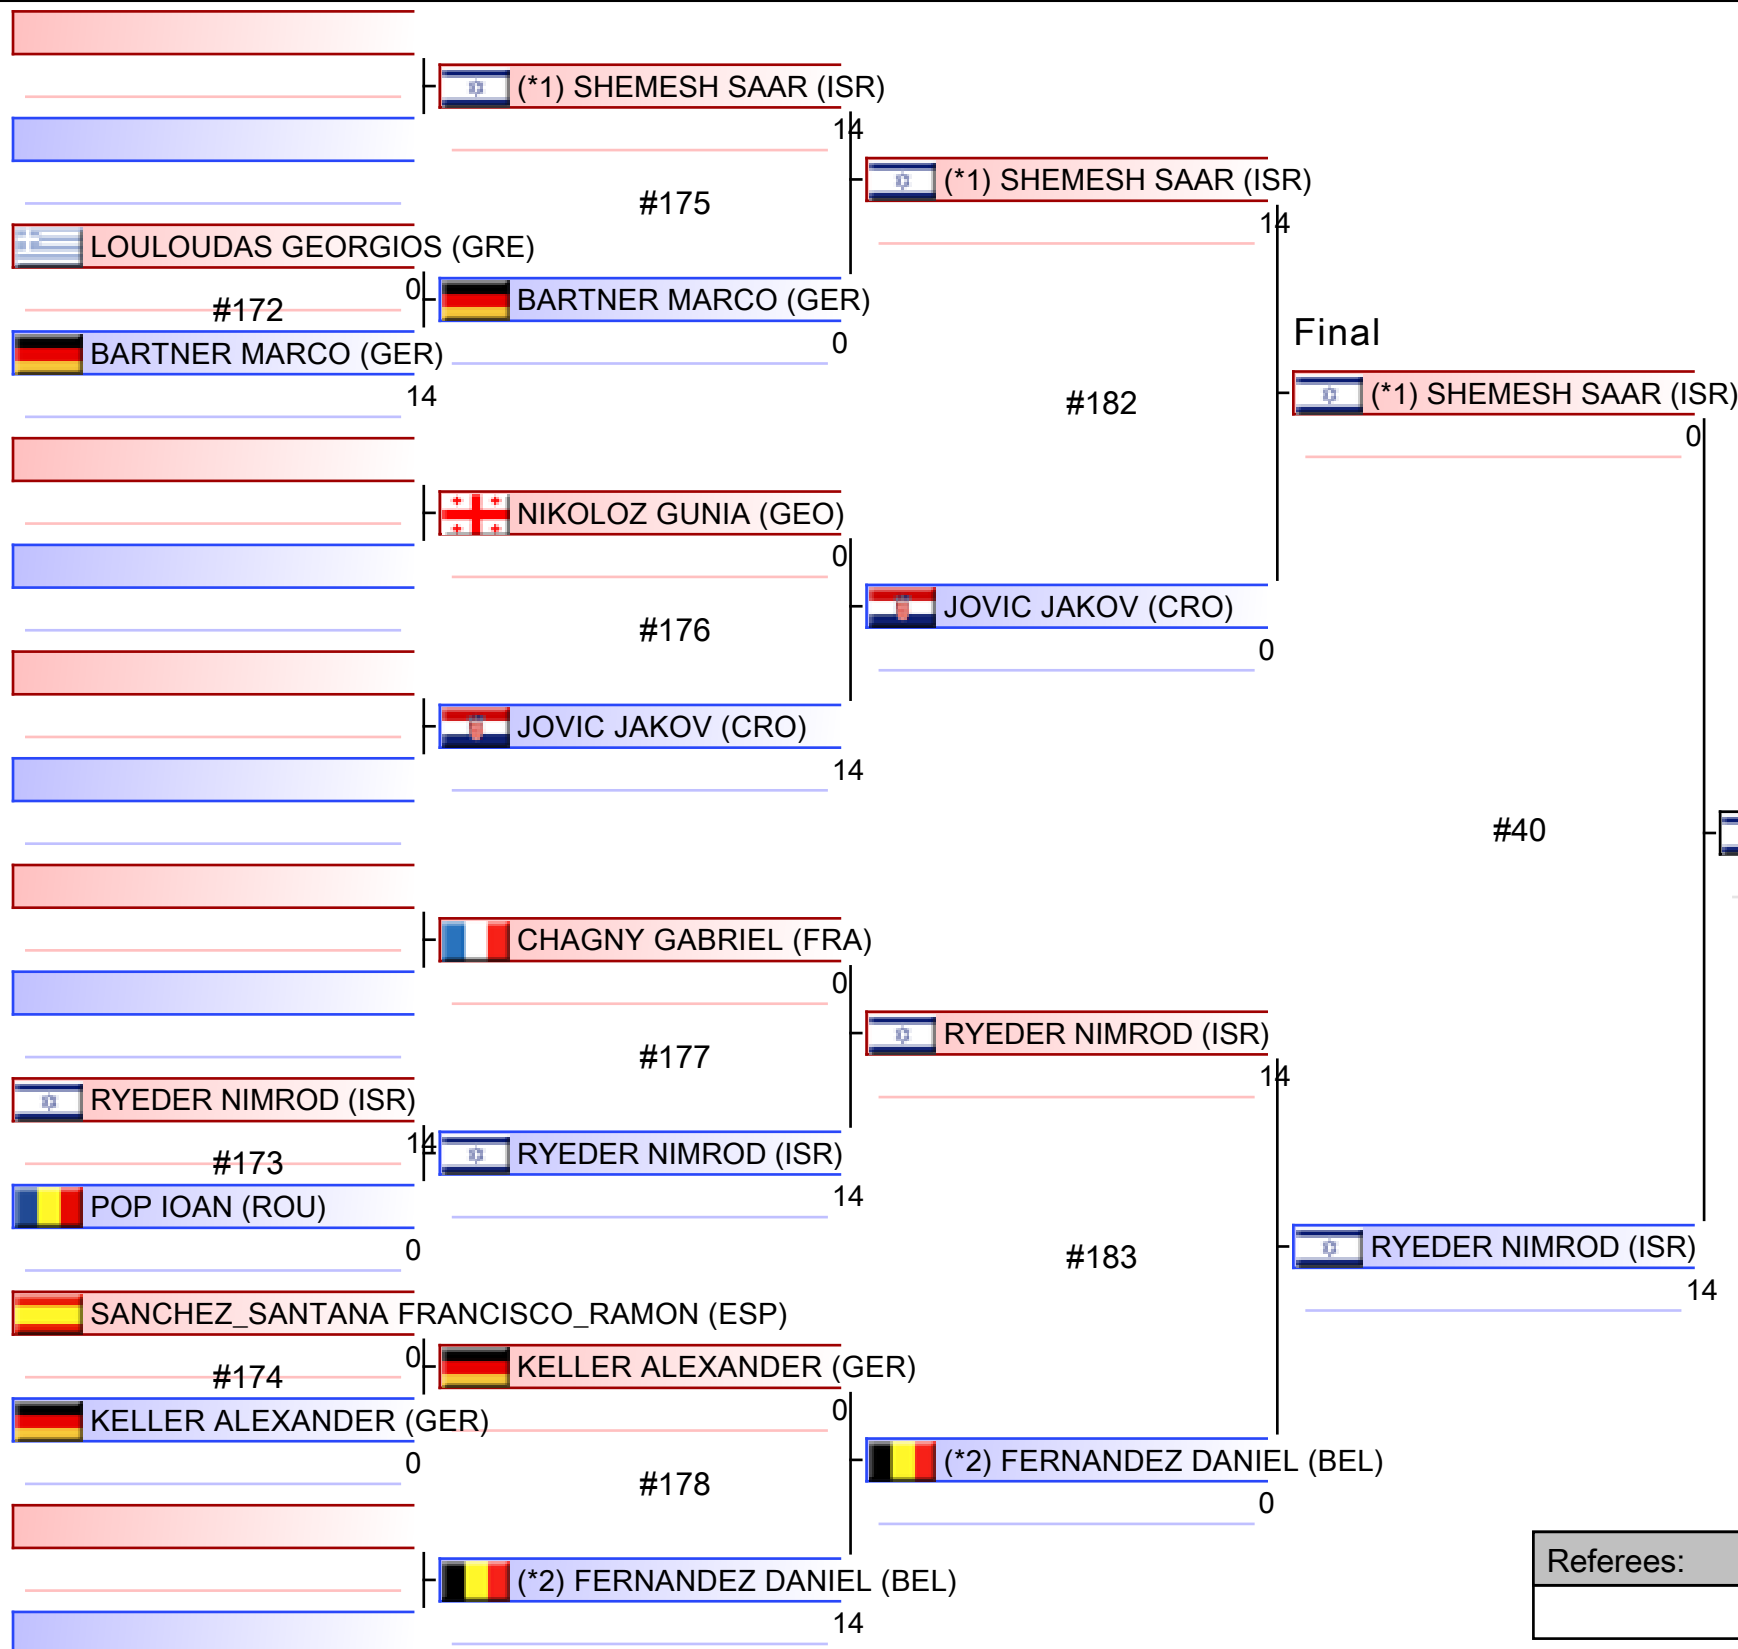 (*1) SHEMESH SAAR (ISR)
14
(*1) SHEMESH SAAR (ISR)
#175
14
LOULOUDAS GEORGIOS (GRE)
0
BARTNER MARCO (GER)
#172
Final
0
BARTNER MARCO (GER)
14
#182
(*1) SHEMESH SAAR (ISR)
0
NIKOLOZ GUNIA (GEO)
0
JOVIC JAKOV (CRO)
#176
0
JOVIC JAKOV (CRO)
14
#40
CHAGNY GABRIEL (FRA)
0
RYEDER NIMROD (ISR)
#177
14
RYEDER NIMROD (ISR)
14
RYEDER NIMROD (ISR)
#173
14
POP IOAN (ROU)
0
#183
RYEDER NIMROD (ISR)
14
SANCHEZ_SANTANA FRANCISCO_RAMON (ESP)
0
KELLER ALEXANDER (GER)
#174
0
KELLER ALEXANDER (GER)
0
(*2) FERNANDEZ DANIEL (BEL)
#178
0
Referees:
(*2) FERNANDEZ DANIEL (BEL)
14